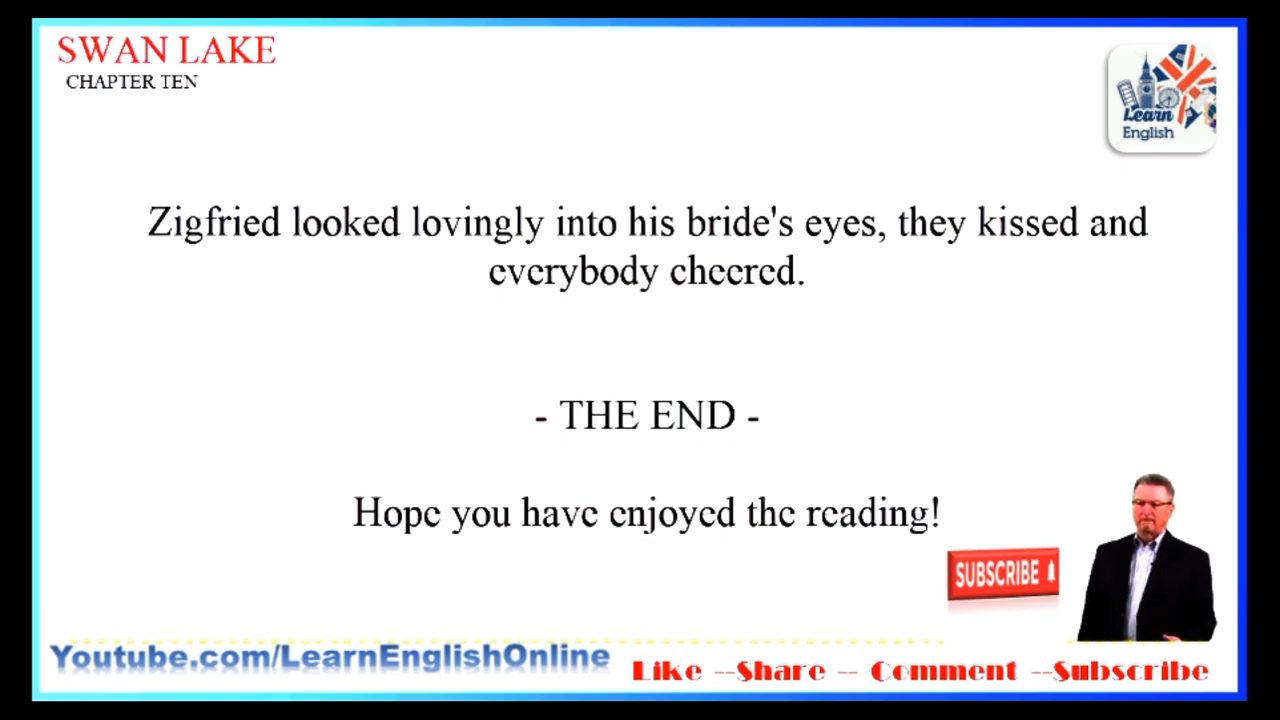 SWAN LAKE
CHAPTER TEN
Learn
English
Zigfried looked lovingly into his bride's eyes, they kissed and
everybody cheered.
- THE END -
Hope you have enjoyed the reading!
SUBSCRIBE
Youtube.com/LearnEnglishOnline
Like --Share -- Comment --Subscribe